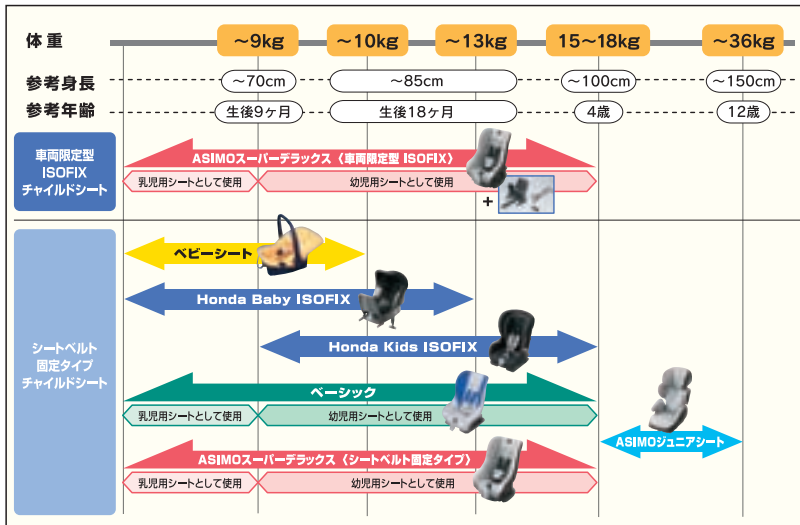 体重 ～9kg ～10kg ～13kg 15～18kg ～36kg
参考身長 ～70cm ～85cm ～100cm ～150cm
参考年齢 生後9ヶ月 生後18ヶ月 4歳 12歳
車両限定型
ISOFIX
チャイルドシート
ASIMOスーパーデラックス〈車両限定型 ISOFIX〉
乳児用シートとして使用 幼児用シートとして使用
+
シートベルト
固定タイプ
チャイルドシート
ベビーシート
Honda Baby ISOFIX
Honda Kids ISOFIX
ベーシック
乳児用シートとして使用 幼児用シートとして使用
ASIMOジュニアシート
ASIMOスーパーデラックス〈シートベルト固定タイプ〉
乳児用シートとして使用 幼児用シートとして使用